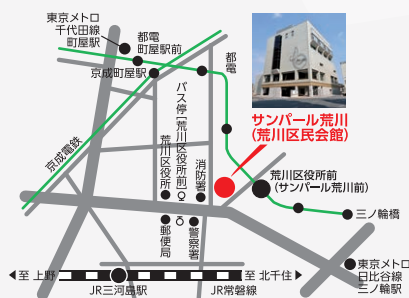 東京メトロ
千代田線
町屋駅
都電
町屋駅前
京成町屋駅
都電
サンパール荒川
(荒川区民会館)
京成電鉄
バス停[荒川区役所前]
荒川区役所
消防署
荒川区役所前
(サンパール荒川前)
三ノ輪橋
郵便局
警察署
東京メトロ
日比谷線
三ノ輪駅
至 上野
至 北千住
JR三河島駅
JR常磐線